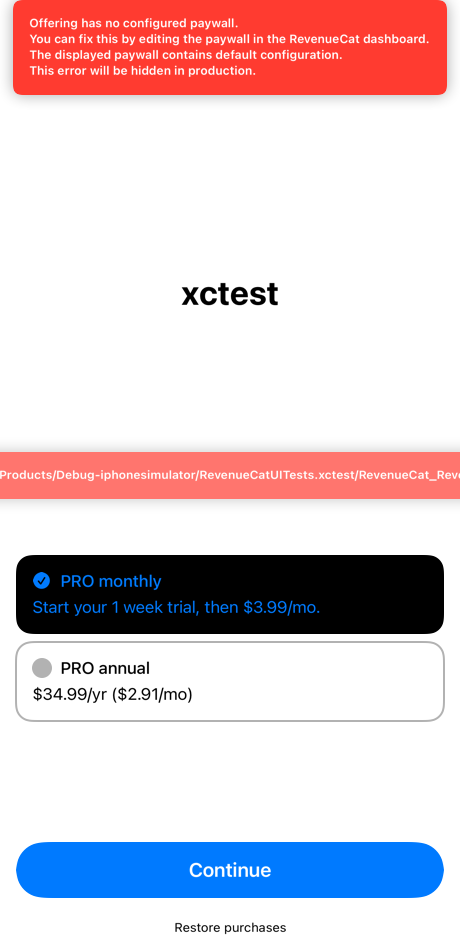 Offering has no configured paywall.
You can fix this by editing the paywall in the RevenueCat dashboard.
The displayed paywall contains default configuration.
This error will be hidden in production.
xctest
Products/Debug-iphonesimulator/RevenueCatUITests.xctest/RevenueCat_Reve
PRO monthly
Start your 1 week trial, then $3.99/mo.
PRO annual
$34.99/yr ($2.91/mo)
Continue
Restore purchases